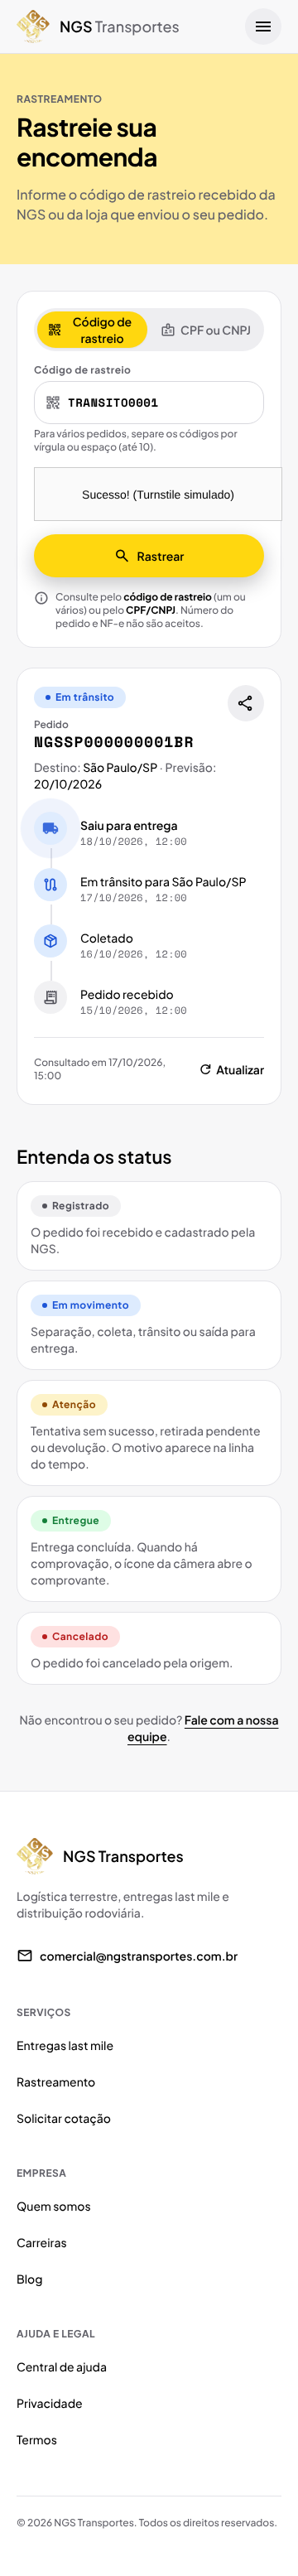 NGS Transportes
RASTREAMENTO
Rastreie sua
encomenda
Informe o código de rastreio recebido da
NGS ou da loja que enviou o seu pedido.
Código de
rastreio
CPF ou CNPJ
Código de rastreio
TRANSITO0001
Para vários pedidos, separe os códigos por
vírgula ou espaço (até 10).
Sucesso! (Turnstile simulado)
Rastrear
Consulte pelo código de rastreio (um ou
vários) ou pelo CPF/CNPJ. Número do
pedido e NF-e não são aceitos.
Em trânsito
Pedido
NGSSP000000001BR
Destino: São Paulo/SP · Previsão:
20/10/2026
Saiu para entrega
18/10/2026, 12:00
Em trânsito para São Paulo/SP
17/10/2026, 12:00
Coletado
16/10/2026, 12:00
Pedido recebido
15/10/2026, 12:00
Consultado em 17/10/2026,
15:00
Atualizar
Entenda os status
Registrado
O pedido foi recebido e cadastrado pela
NGS.
Em movimento
Separação, coleta, trânsito ou saída para
entrega.
Atenção
Tentativa sem sucesso, retirada pendente
ou devolução. O motivo aparece na linha
do tempo.
Entregue
Entrega concluída. Quando há
comprovação, o ícone da câmera abre o
comprovante.
Cancelado
O pedido foi cancelado pela origem.
Não encontrou o seu pedido? Fale com a nossa
equipe.
NGS Transportes
Logística terrestre, entregas last mile e
distribuição rodoviária.
comercial@ngstransportes.com.br
SERVIÇOS
Entregas last mile
Rastreamento
Solicitar cotação
EMPRESA
Quem somos
Carreiras
Blog
AJUDA E LEGAL
Central de ajuda
Privacidade
Termos
© 2026 NGS Transportes. Todos os direitos reservados.